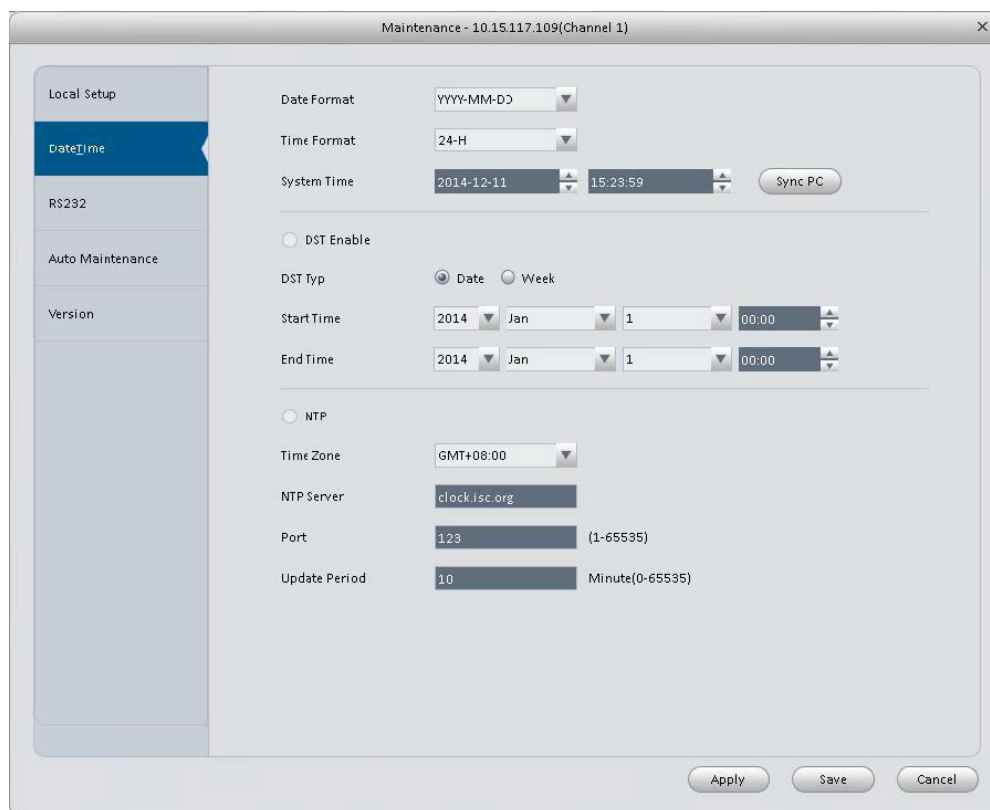 Maintenance - 10.15.117.109(Channel 1)
Local Setup
DateTime
RS232
Auto Maintenance
Version
Date Format YYYY-MM-DD
Time Format 24-H
System Time 2014-12-11 15:23:59 Sync PC
DST Enable
DST Typ Date Week
Start Time 2014 Jan 1 00:00
End Time 2014 Jan 1 00:00
NTP
Time Zone GMT+08:00
NTP Server clock.isc.org
Port 123 (1-65535)
Update Period 10 Minute(0-65535)
Apply Save Cancel